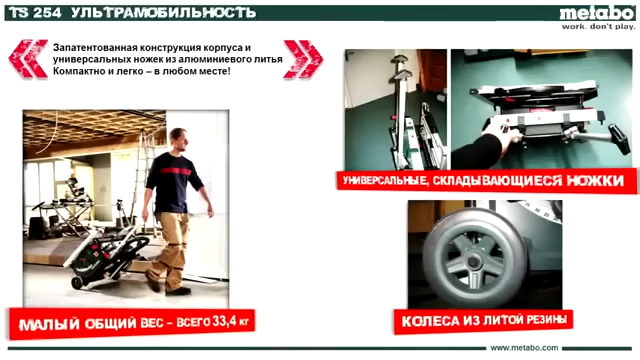 TS 254 УЛЬТРАМОБИЛЬНОСТЬ
metabo
work. don't play.
Запатентованная конструкция корпуса и
универсальных ножек из алюминиевого литья
Компактно и легко – в любом месте!
УНИВЕРСАЛЬНЫЕ, СКЛАДЫВАЮЩИЕСЯ НОЖКИ
МАЛЫЙ ОБЩИЙ ВЕС – ВСЕГО 33,4 кг
КОЛЕСА ИЗ ЛИТОЙ РЕЗИНЫ
www.metabo.com